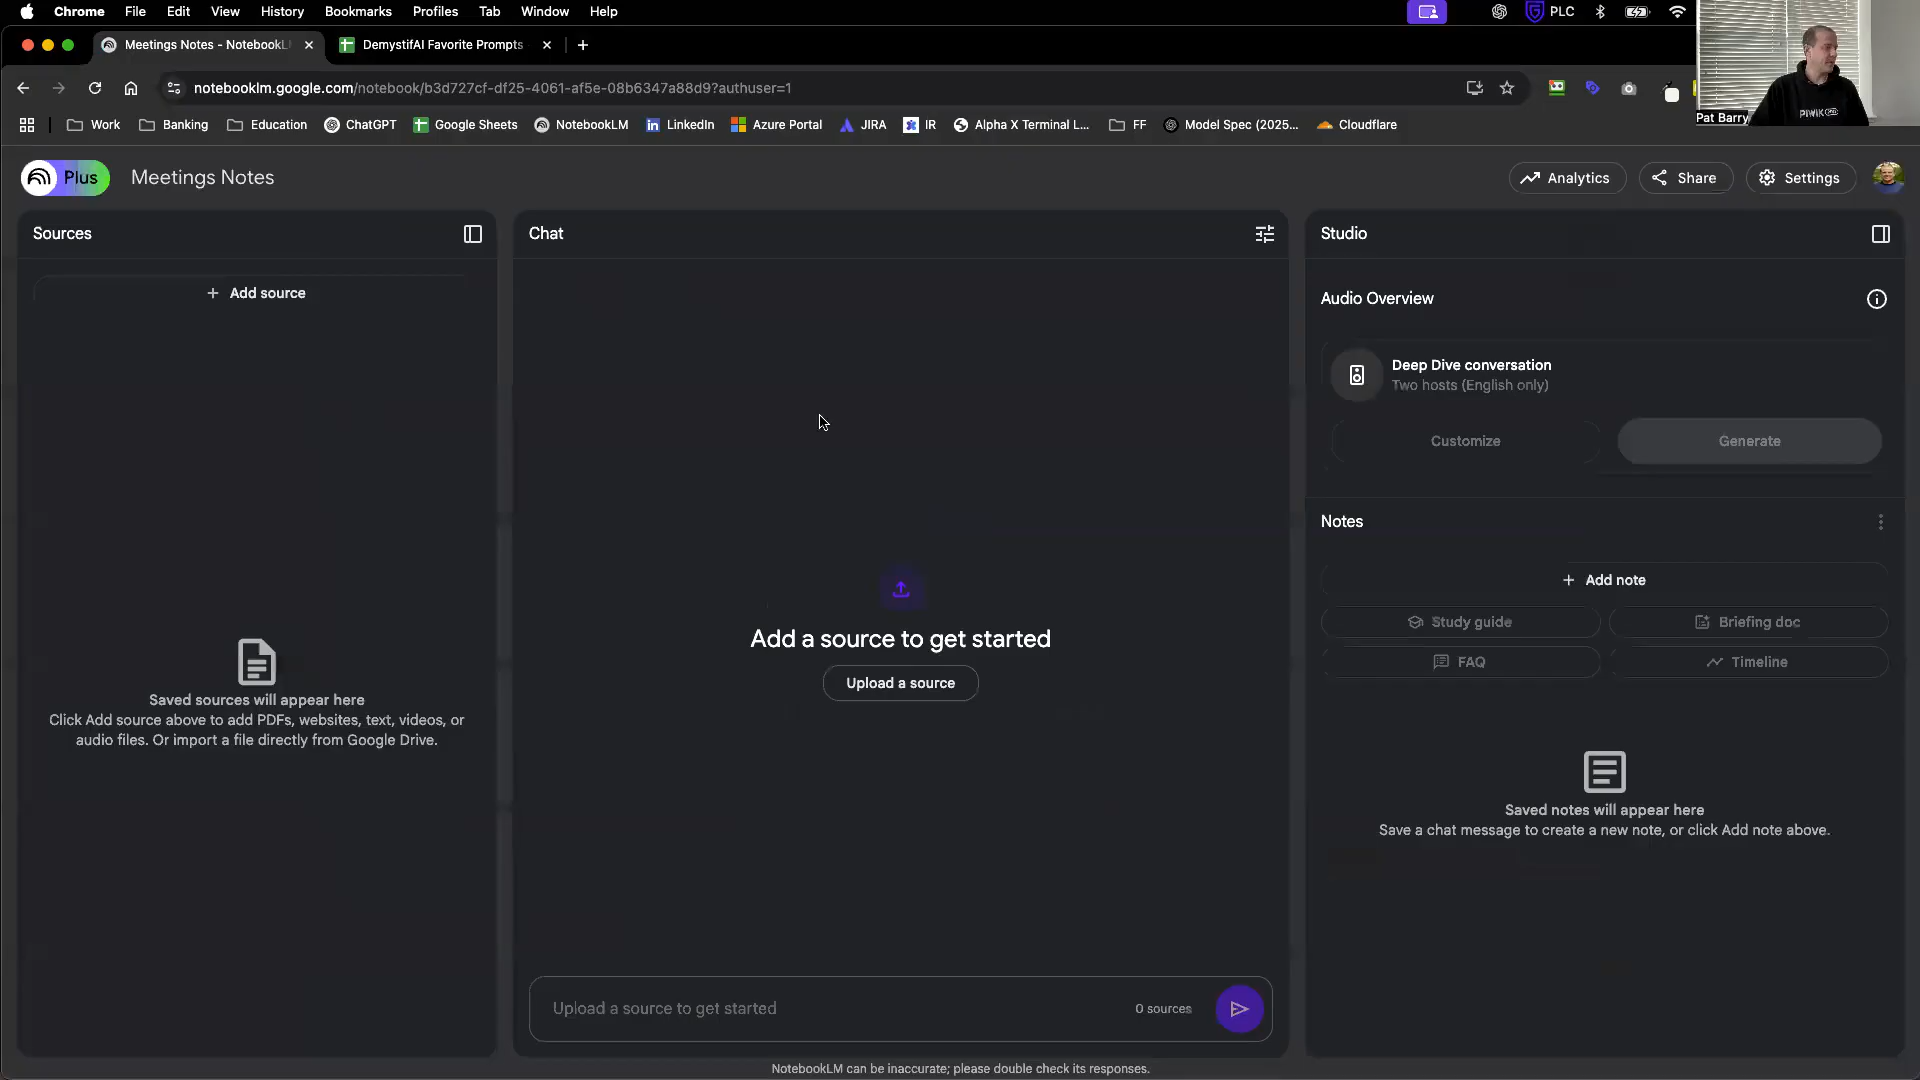 Chrome File Edit View History Bookmarks Profiles Tab Window Help PLC
Meetings Notes - NotebookL DemystifAI Favorite Prompts
notebooklm.google.com/notebook/b3d727cf-df25-4061-af5e-08b6347a88d9?authuser=1
Work Banking Education ChatGPT Google Sheets NotebookLM LinkedIn Azure Portal JIRA IR Alpha X Terminal L... FF Model Spec (2025... Cloudflare
PIWIK PRO
Pat Barry
Plus Meetings Notes Analytics Share Settings
Sources
Add source
Saved sources will appear here
Click Add source above to add PDFs, websites, text, videos, or
audio files. Or import a file directly from Google Drive.
Chat
Add a source to get started
Upload a source
Upload a source to get started 0 sources
Studio
Audio Overview
Deep Dive conversation
Two hosts (English only)
Customize Generate
Notes
Add note
Study guide Briefing doc
FAQ Timeline
Saved notes will appear here
Save a chat message to create a new note, or click Add note above.
NotebookLM can be inaccurate; please double check its responses.